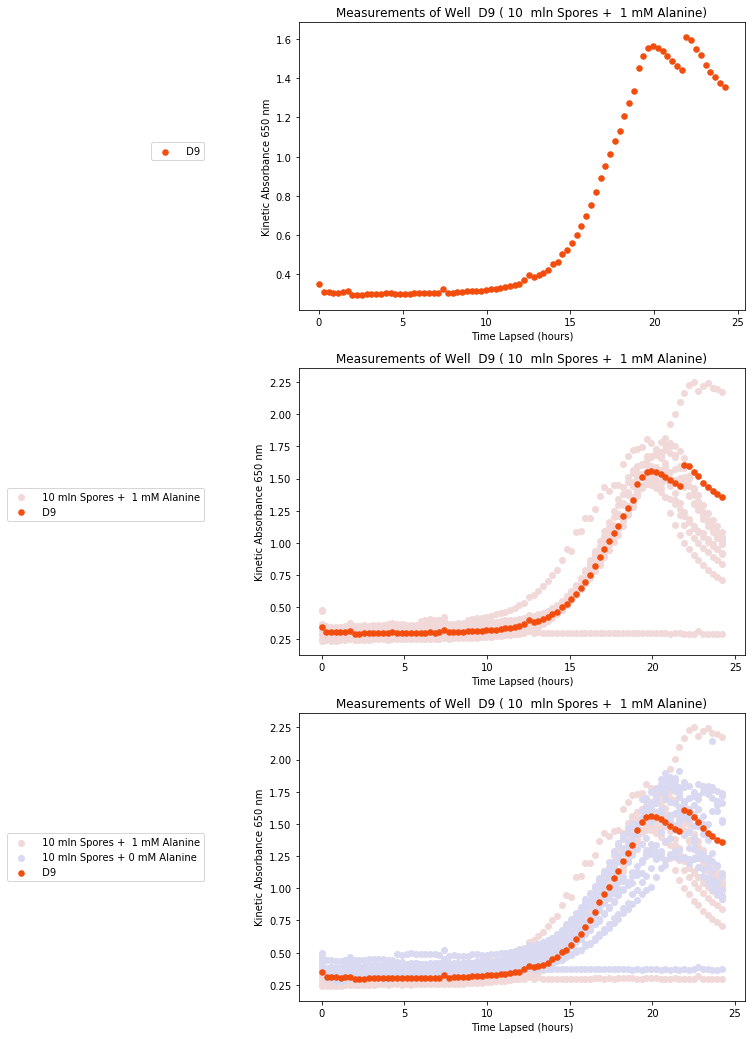 Measurements of Well  D9 ( 10  mln Spores +  1 mM Alanine)
1.6
1.4
1.2
1.0
0.8
0.6
0.4
Kinetic Absorbance 650 nm
D9
0
5
10
15
20
25
Time Lapsed (hours)
Measurements of Well  D9 ( 10  mln Spores +  1 mM Alanine)
2.25
2.00
1.75
1.50
1.25
1.00
0.75
0.50
0.25
Kinetic Absorbance 650 nm
10 mln Spores +  1 mM Alanine
D9
0
5
10
15
20
25
Time Lapsed (hours)
Measurements of Well  D9 ( 10  mln Spores +  1 mM Alanine)
2.25
2.00
1.75
1.50
1.25
1.00
0.75
0.50
0.25
Kinetic Absorbance 650 nm
10 mln Spores +  1 mM Alanine
10 mln Spores + 0 mM Alanine
D9
0
5
10
15
20
25
Time Lapsed (hours)